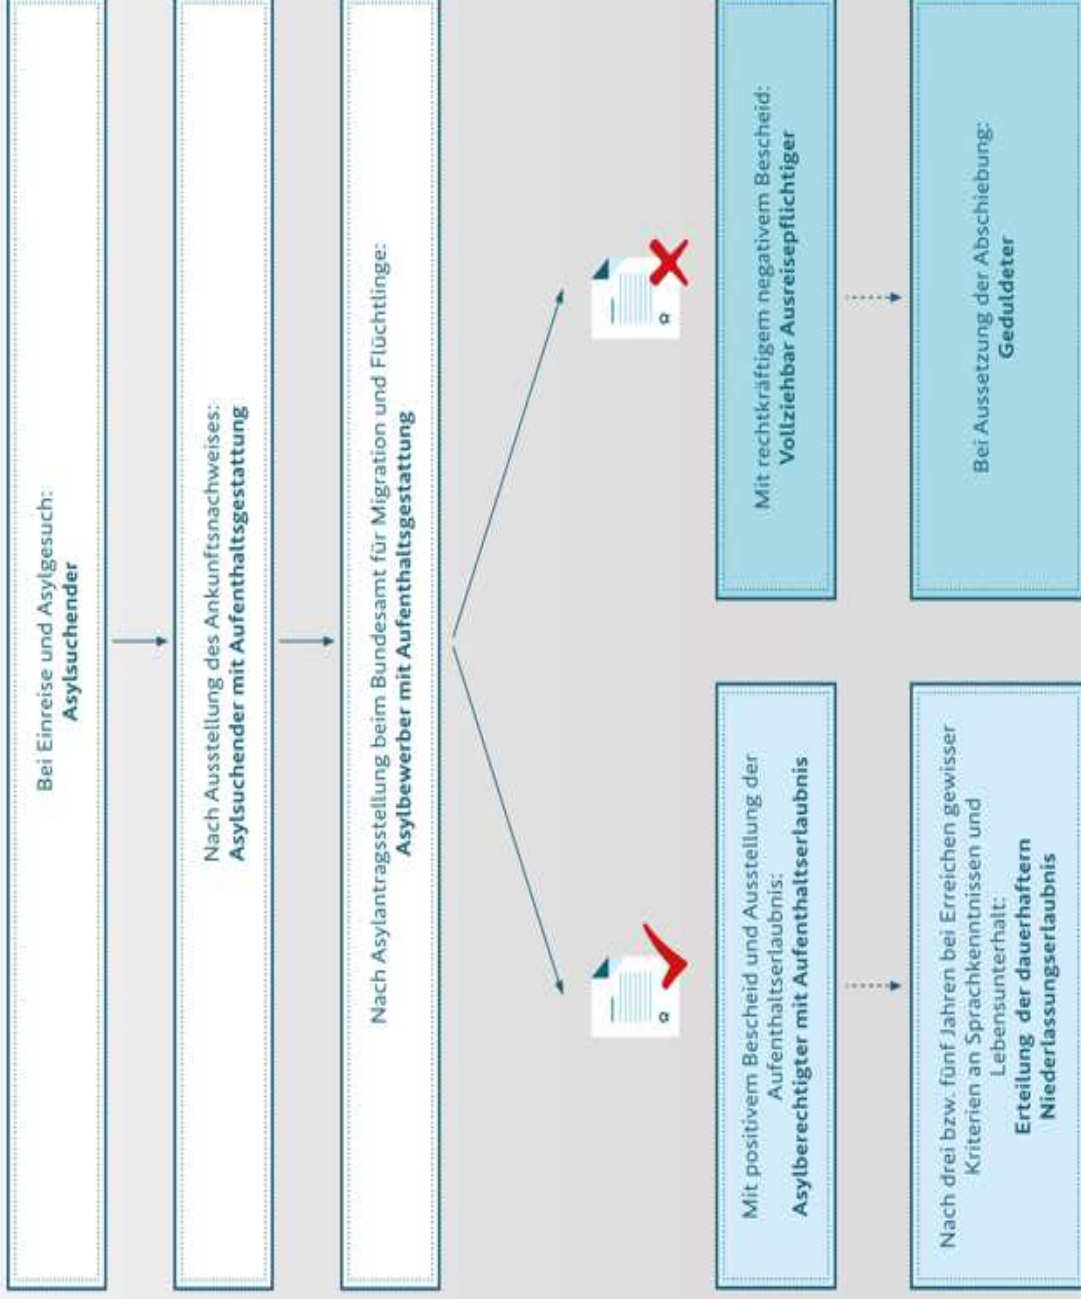 Bei Einreise und Asylgesuch:
Asylsuchender
Nach Ausstellung des Ankunftsnachweises:
Asylsuchender mit Aufenthaltsgestattung
Nach Asylantragsstellung beim Bundesamt für Migration und Flüchtlinge:
Asylbewerber mit Aufenthaltsgestattung
Mit positivem Bescheid und Ausstellung der
Aufenthaltserlaubnis:
Asylberechtigter mit Aufenthaltserlaubnis
Mit rechtkräftigem negativem Bescheid:
Vollziehbar Ausreisepflichtiger
Nach drei bzw. fünf Jahren bei Erreichen gewisser
Kriterien an Sprachkenntnissen und
Lebensunterhalt:
Erteilung der dauerhaftern
Niederlassungserlaubnis
Bei Aussetzung der Abschiebung:
Geduldeter